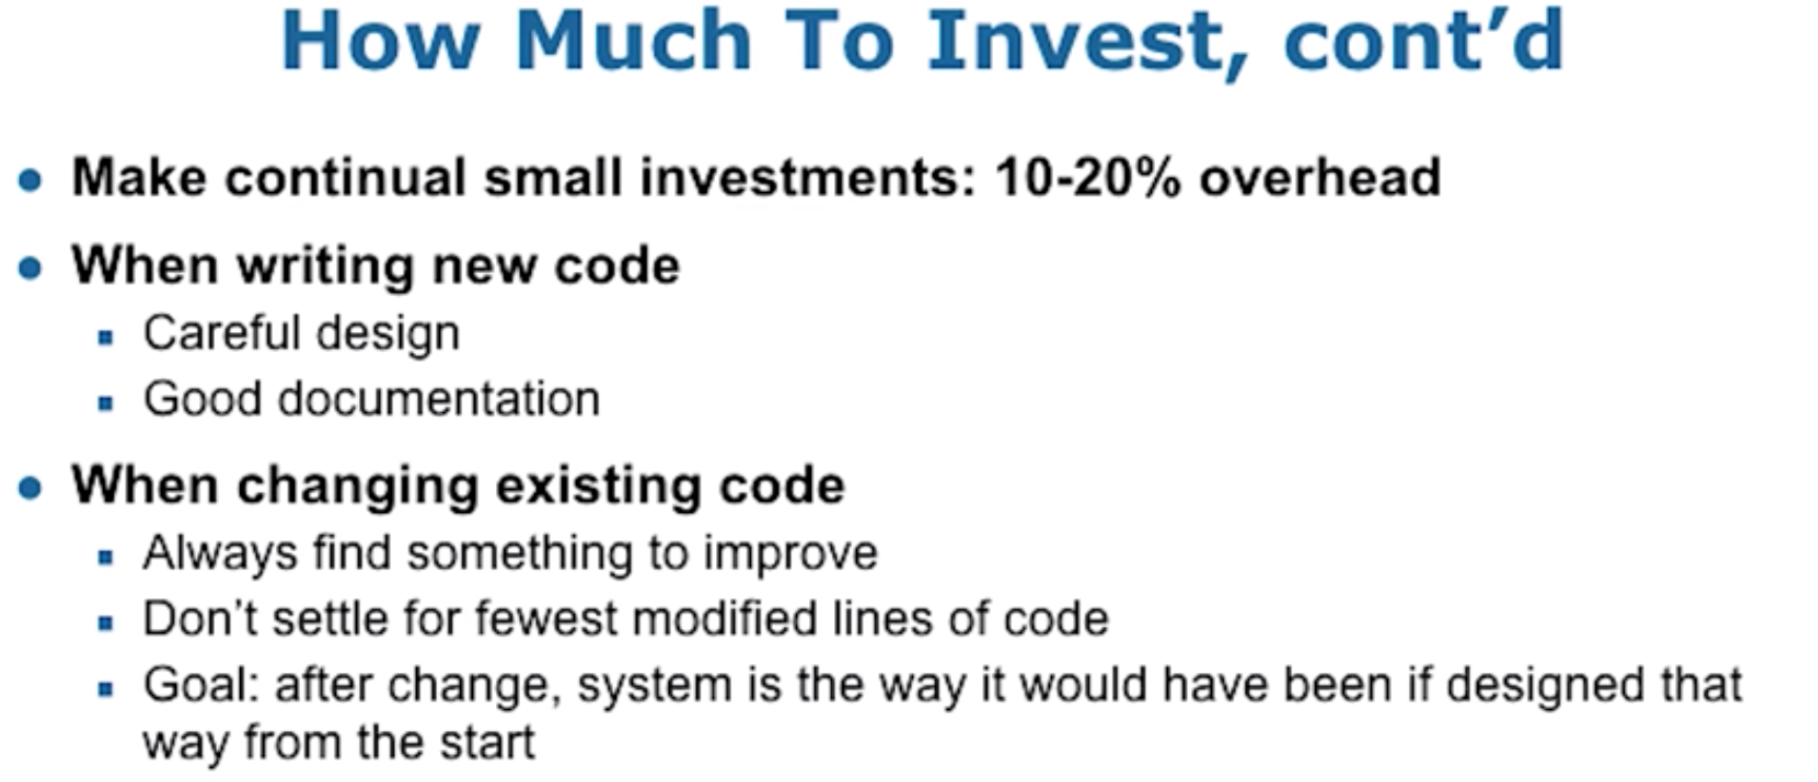 How Much To Invest, cont’d
• Make continual small investments: 10-20% overhead
• When writing new code
▪ Careful design
▪ Good documentation
• When changing existing code
▪ Always find something to improve
▪ Don’t settle for fewest modified lines of code
▪ Goal: after change, system is the way it would have been if designed that
way from the start